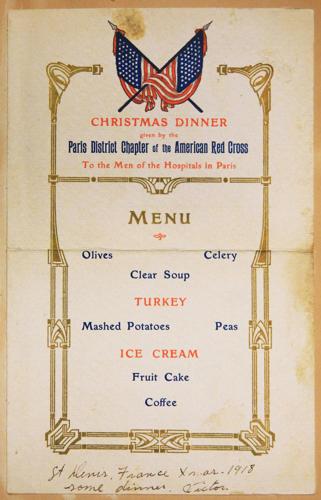 CHRISTMAS DINNER
given by the
Paris District Chapter of the American Red Cross
To the Men of the Hospitals in Paris
MENU
Olives Celery
Clear Soup
TURKEY
Mashed Potatoes Peas
ICE CREAM
Fruit Cake
Coffee
St Denis, France Xmas-1918
some dinner Victor